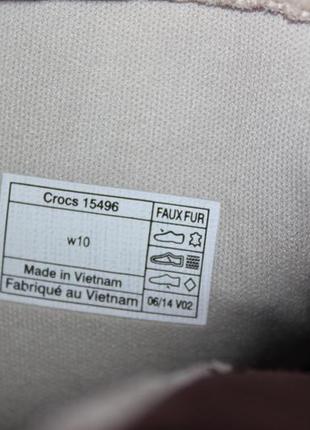 Crocs 15496
w10
Made in Vietnam
Fabriqué au Vietnam
FAUX FUR
06/14 V02